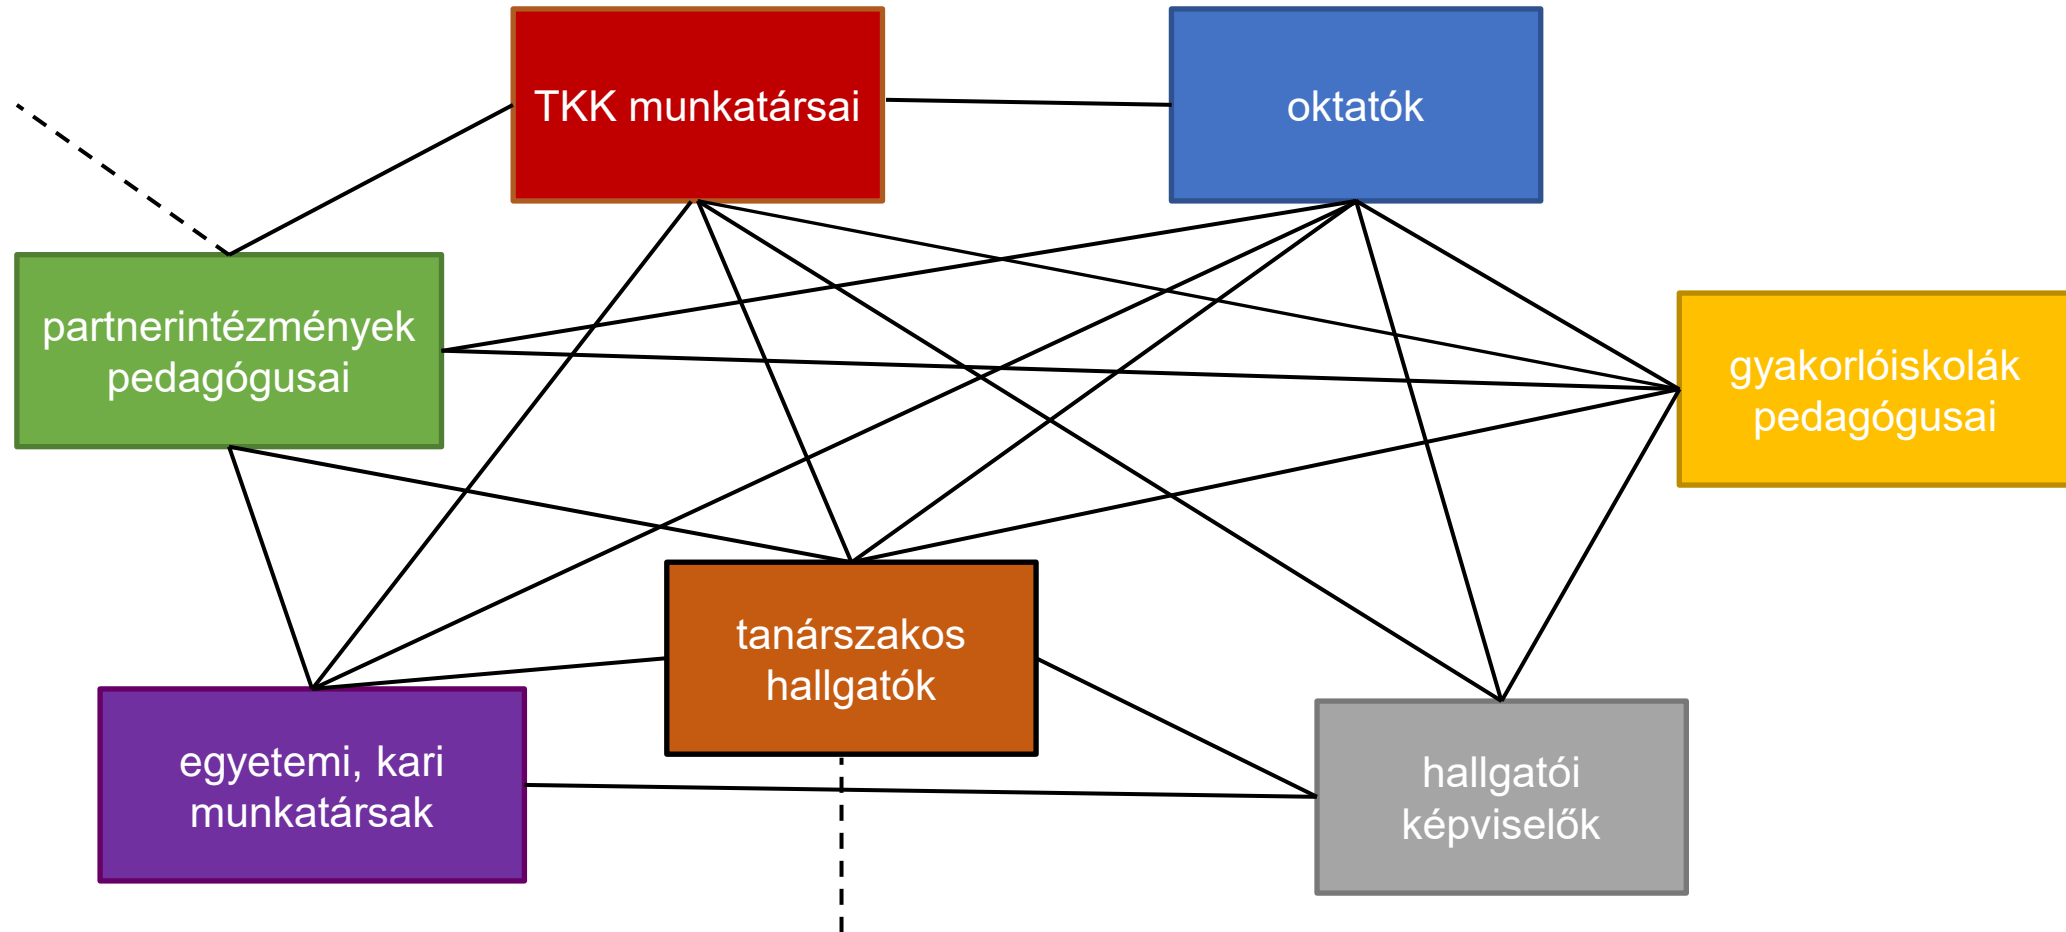 TKK munkatársai
oktatók
partnerintézmények
pedagógusai
gyakorlóiskolák
pedagógusai
tanárszakos
hallgatók
egyetemi, kari
munkatársak
hallgatói
képviselők